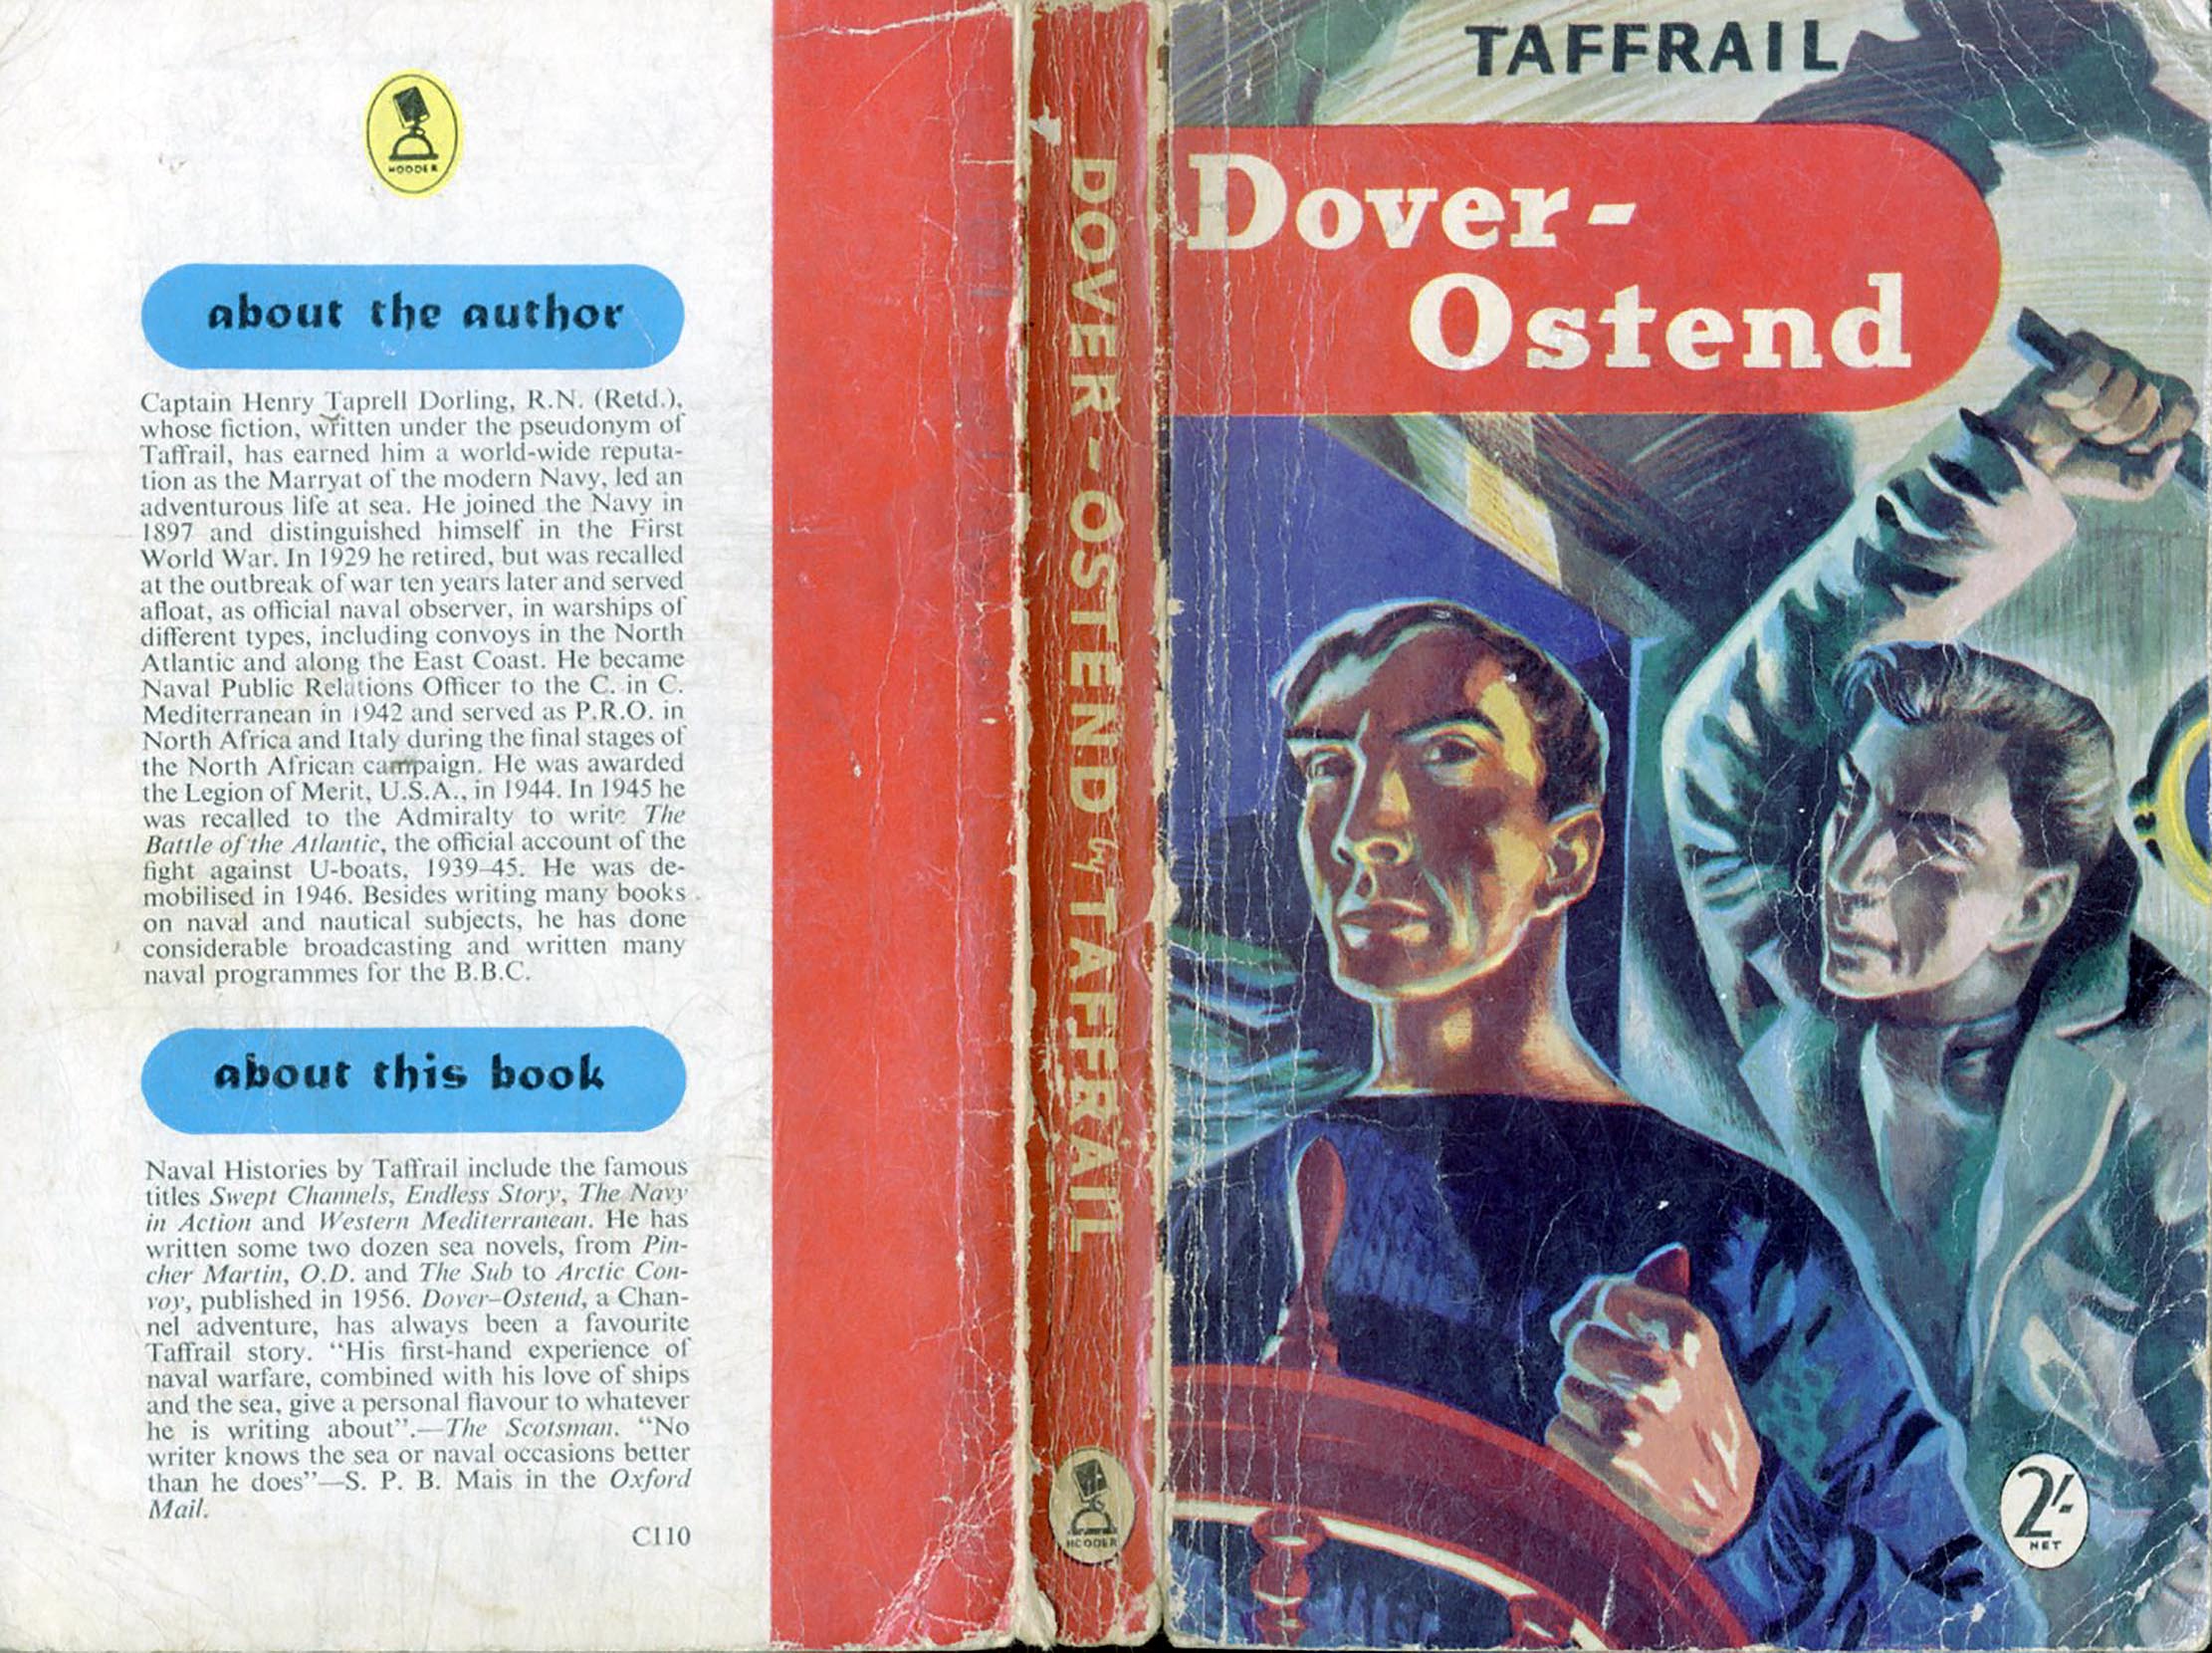 HODDER
about the author
Captain Henry Taprell Dorling, R.N. (Retd.),
whose fiction, written under the pseudonym of
Taffrail, has earned him a world-wide reputa-
tion as the Marryat of the modern Navy, led an
adventurous life at sea. He joined the Navy in
1897 and distinguished himself in the First
World War. In 1929 he retired, but was recalled
at the outbreak of war ten years later and served
afloat, as official naval observer, in warships of
different types, including convoys in the North
Atlantic and along the East Coast. He became
Naval Public Relations Officer to the C. in C.
Mediterranean in 1942 and served as P.R.O. in
North Africa and Italy during the final stages of
the North African campaign. He was awarded
the Legion of Merit, U.S.A., in 1944. In 1945 he
was recalled to the Admiralty to write The
Battle of the Atlantic, the official account of the
fight against U-boats, 1939–45. He was de-
mobilised in 1946. Besides writing many books
on naval and nautical subjects, he has done
considerable broadcasting and written many
naval programmes for the B.B.C.
about this book
Naval Histories by Taffrail include the famous
titles Swept Channels, Endless Story, The Navy
in Action and Western Mediterranean. He has
written some two dozen sea novels, from Pin-
cher Martin, O.D. and The Sub to Arctic Con-
voy, published in 1956. Dover–Ostend, a Chan-
nel adventure, has always been a favourite
Taffrail story. “His first-hand experience of
naval warfare, combined with his love of ships
and the sea, give a personal flavour to whatever
he is writing about”.—The Scotsman. “No
writer knows the sea or naval occasions better
than he does”—S. P. B. Mais in the Oxford
Mail.
C110
DOVER-OSTEND by TAFFRAIL
HODDER
TAFFRAIL
Dover-
Ostend
2/-
NET